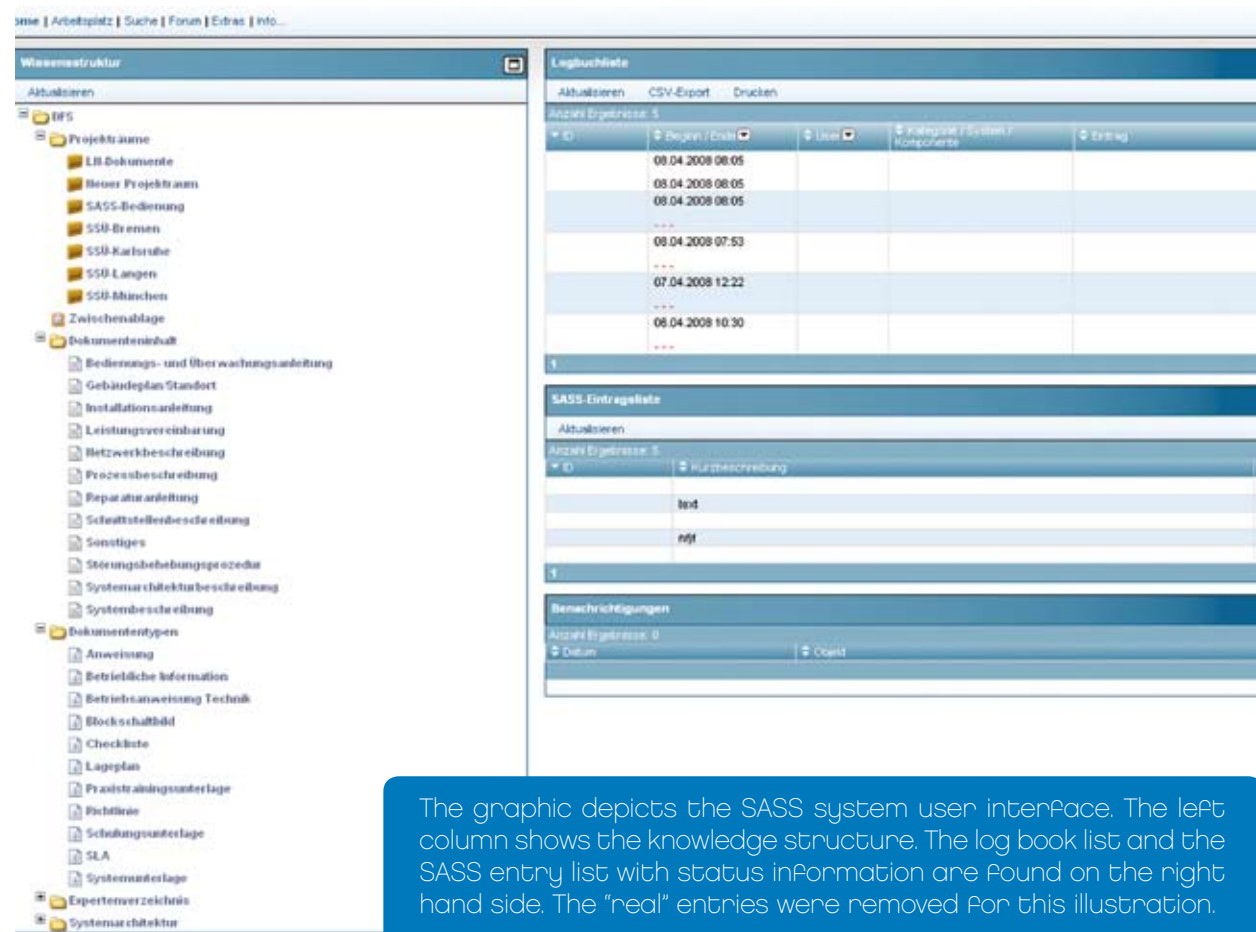 ome | Arbeitsplatz | Suche | Forum | Extras | Info...
Wissensstruktur
Aktualisieren
DFS
Projekträume
LB-Dokumente
Neuer Projektraum
SASS-Bedienung
SSÜ-Bremen
SSÜ-Karlsruhe
SSÜ-Langen
SSÜ-München
Zwischenablage
Dokumenteninhalt
Bedienungs- und Überwachungsanleitung
Gebäudeplan/Standort
Installationsanleitung
Leistungsvereinbarung
Netzwerkbeschreibung
Prozessbeschreibung
Reparaturanleitung
Schnittstellenbeschreibung
Sonstiges
Störungsbehebungsprozedur
Systemarchitekturbeschreibung
Systembeschreibung
Dokumententypen
Anweisung
Betriebliche Information
Betriebsanweisung Technik
Blockschaltbild
Checkliste
Lageplan
Praxistrainingsunterlage
Richtlinie
Schulungsunterlage
SLA
Systemunterlage
Expertenverzeichnis
Systemarchitektur
Logbuchliste
Aktualisieren CSV-Export Drucken
Anzahl Ergebnisse: 5
ID Beginn / Ende User Kategorie / System / Komponente Eintrag
08.04.2008 08:05
08.04.2008 08:05
08.04.2008 08:05
---
08.04.2008 07:53
---
07.04.2008 12:22
---
06.04.2008 10:30
---
1
SASS-Eintragsliste
Aktualisieren
Anzahl Ergebnisse: 5
ID Kurzbeschreibung
text
1
Benachrichtigungen
Anzahl Ergebnisse: 0
Datum Objekt
The graphic depicts the SASS system user interface. The left
column shows the knowledge structure. The log book list and the
SASS entry list with status information are found on the right
hand side. The "real" entries were removed for this illustration.